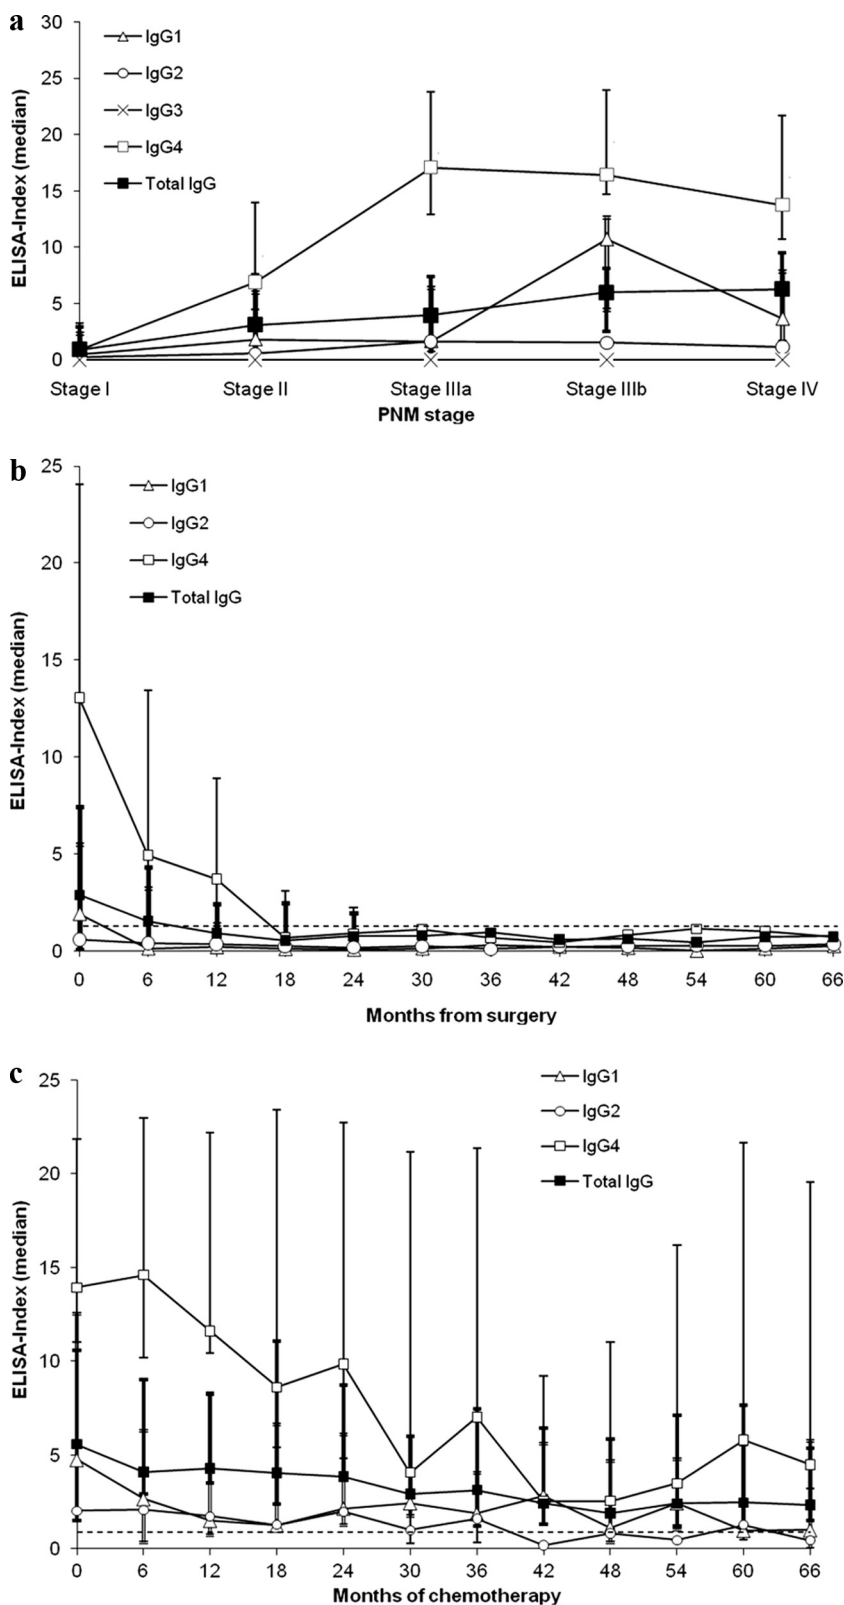 a
ELISA-Index (median)
30
25
20
15
10
5
0
IgG1
IgG2
IgG3
IgG4
Total IgG
Stage I Stage II Stage IIIa Stage IIIb Stage IV
PNM stage
b
ELISA-Index (median)
25
20
15
10
5
0
IgG1
IgG2
IgG4
Total IgG
0 6 12 18 24 30 36 42 48 54 60 66
Months from surgery
c
ELISA-Index (median)
25
20
15
10
5
0
IgG1
IgG2
IgG4
Total IgG
0 6 12 18 24 30 36 42 48 54 60 66
Months of chemotherapy